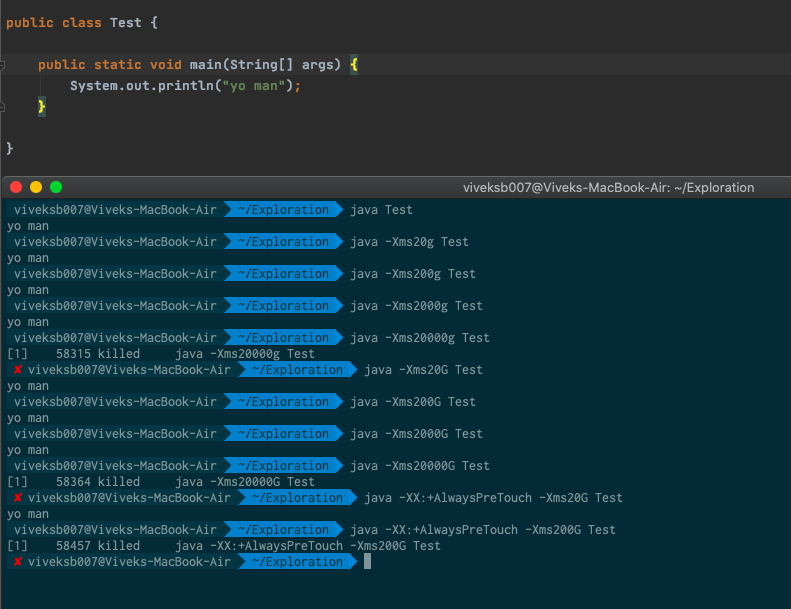 public class Test {
public static void main(String[] args) {
System.out.println("yo man");
}
}
viveksb007@Viveks-MacBook-Air: ~/Exploration
viveksb007@Viveks-MacBook-Air ~/Exploration java Test
yo man
viveksb007@Viveks-MacBook-Air ~/Exploration java -Xms20g Test
yo man
viveksb007@Viveks-MacBook-Air ~/Exploration java -Xms200g Test
yo man
viveksb007@Viveks-MacBook-Air ~/Exploration java -Xms2000g Test
yo man
viveksb007@Viveks-MacBook-Air ~/Exploration java -Xms20000g Test
[1] 58315 killed java -Xms20000g Test
✘ viveksb007@Viveks-MacBook-Air ~/Exploration java -Xms20G Test
yo man
viveksb007@Viveks-MacBook-Air ~/Exploration java -Xms200G Test
yo man
viveksb007@Viveks-MacBook-Air ~/Exploration java -Xms2000G Test
yo man
viveksb007@Viveks-MacBook-Air ~/Exploration java -Xms20000G Test
[1] 58364 killed java -Xms20000G Test
✘ viveksb007@Viveks-MacBook-Air ~/Exploration java -XX:+AlwaysPreTouch -Xms20G Test
yo man
viveksb007@Viveks-MacBook-Air ~/Exploration java -XX:+AlwaysPreTouch -Xms200G Test
[1] 58457 killed java -XX:+AlwaysPreTouch -Xms200G Test
✘ viveksb007@Viveks-MacBook-Air ~/Exploration